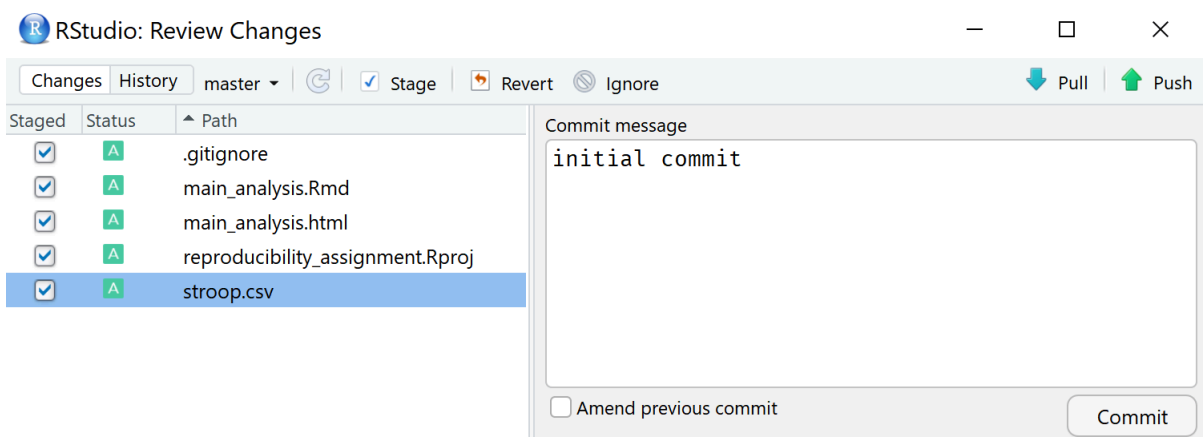 R RStudio: Review Changes
Changes History master Stage Revert Ignore Pull Push
Staged Status Path
A .gitignore
A main_analysis.Rmd
A main_analysis.html
A reproducibility_assignment.Rproj
A stroop.csv
Commit message
initial commit
Amend previous commit
Commit